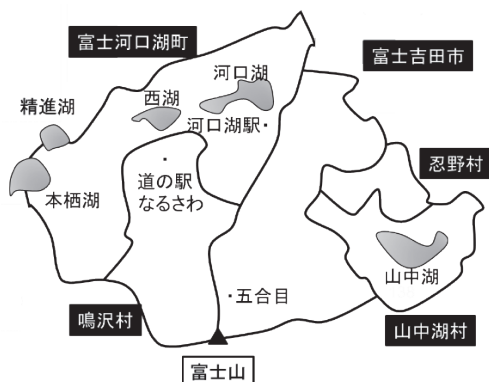 富士河口湖町
富士吉田市
河口湖
西湖
精進湖
河口湖駅
忍野村
道の駅
なるさわ
本栖湖
山中湖
五合目
鳴沢村
山中湖村
富士山